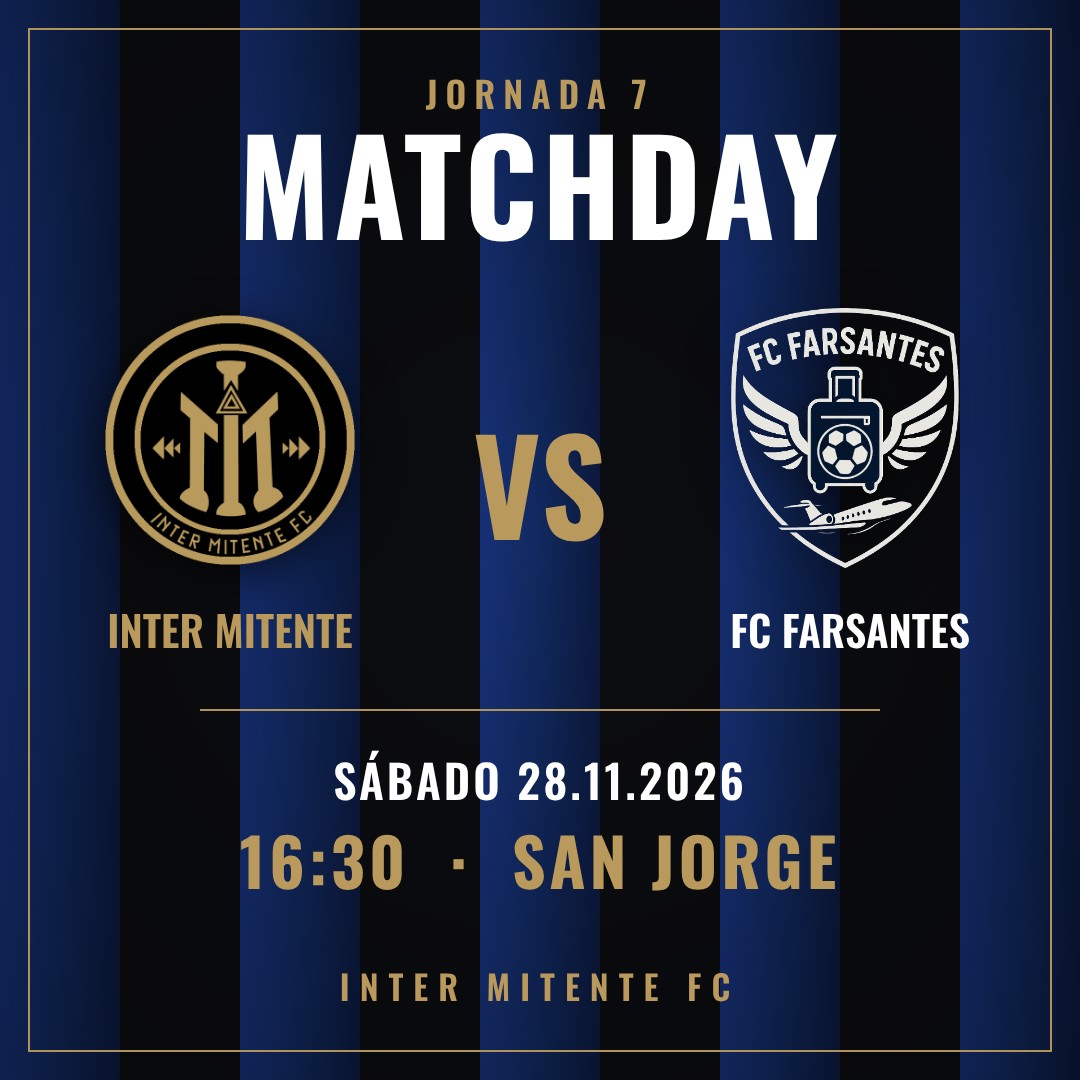 JORNADA 7
MATCHDAY
INTER MITENTE FC
FC FARSANTES
VS
INTER MITENTE
FC FARSANTES
SÁBADO 28.11.2026
16:30 · SAN JORGE
INTER MITENTE FC